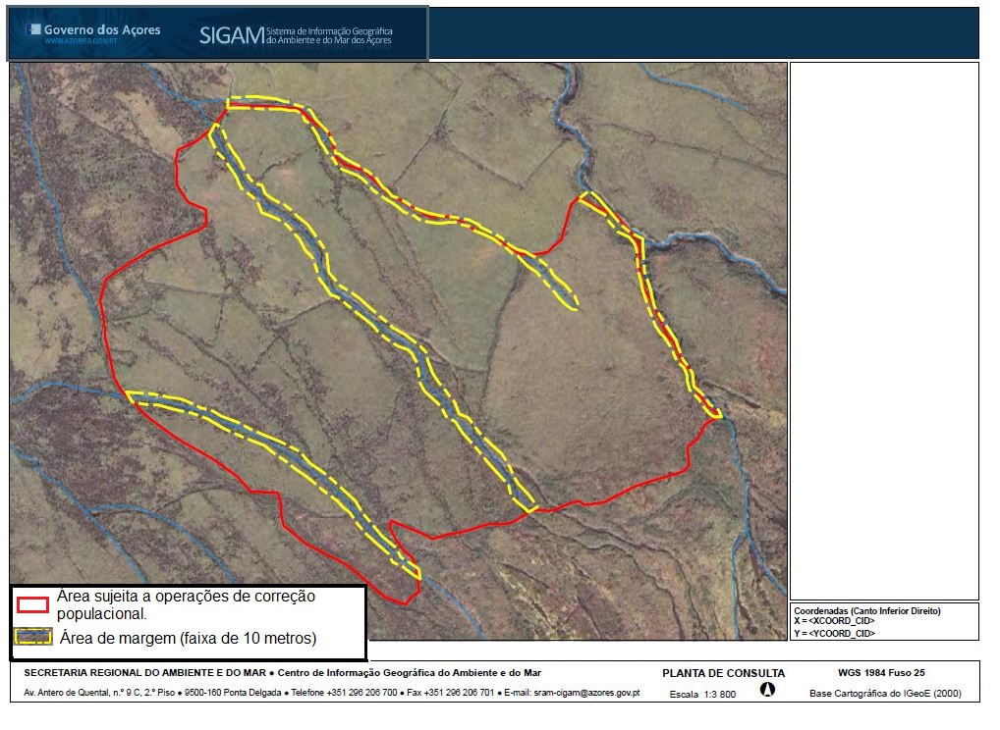 Governo dos Açores
WWW.AZORES.GOV.PT
SIGAM Sistema de Informação Geográfica
do Ambiente e do Mar dos Açores
Área sujeita a operações de correção
populacional.
Área de margem (faixa de 10 metros)
Coordenadas (Canto Inferior Direito)
X = <XCOORD_CID>
Y = <YCOORD_CID>
SECRETARIA REGIONAL DO AMBIENTE E DO MAR ● Centro de Informação Geográfica do Ambiente e do Mar
Av. Antero de Quental, n.º 9 C, 2.º Piso ● 9500-160 Ponta Delgada ● Telefone +351 296 206 700 ● Fax +351 296 206 701 ● E-mail: sram-cigam@azores.gov.pt
PLANTA DE CONSULTA
Escala 1:3 800
WGS 1984 Fuso 25
Base Cartográfica do IGeoE (2000)